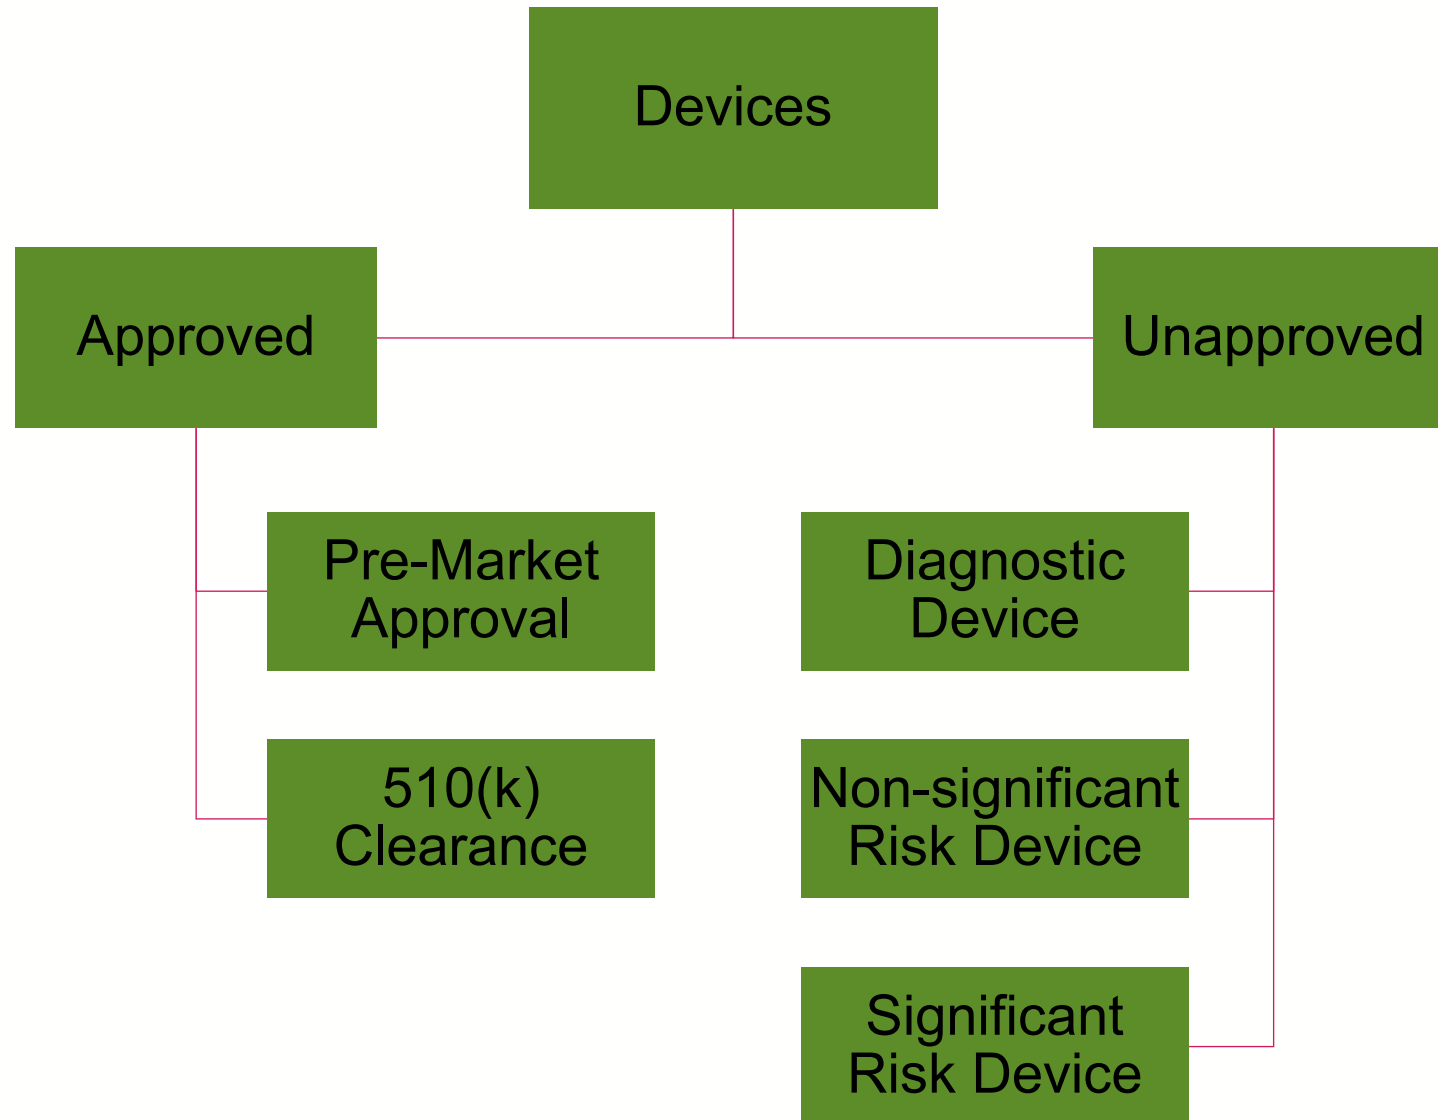 Devices
Approved
Unapproved
Pre-Market
Approval
510(k)
Clearance
Diagnostic
Device
Non-significant
Risk Device
Significant
Risk Device